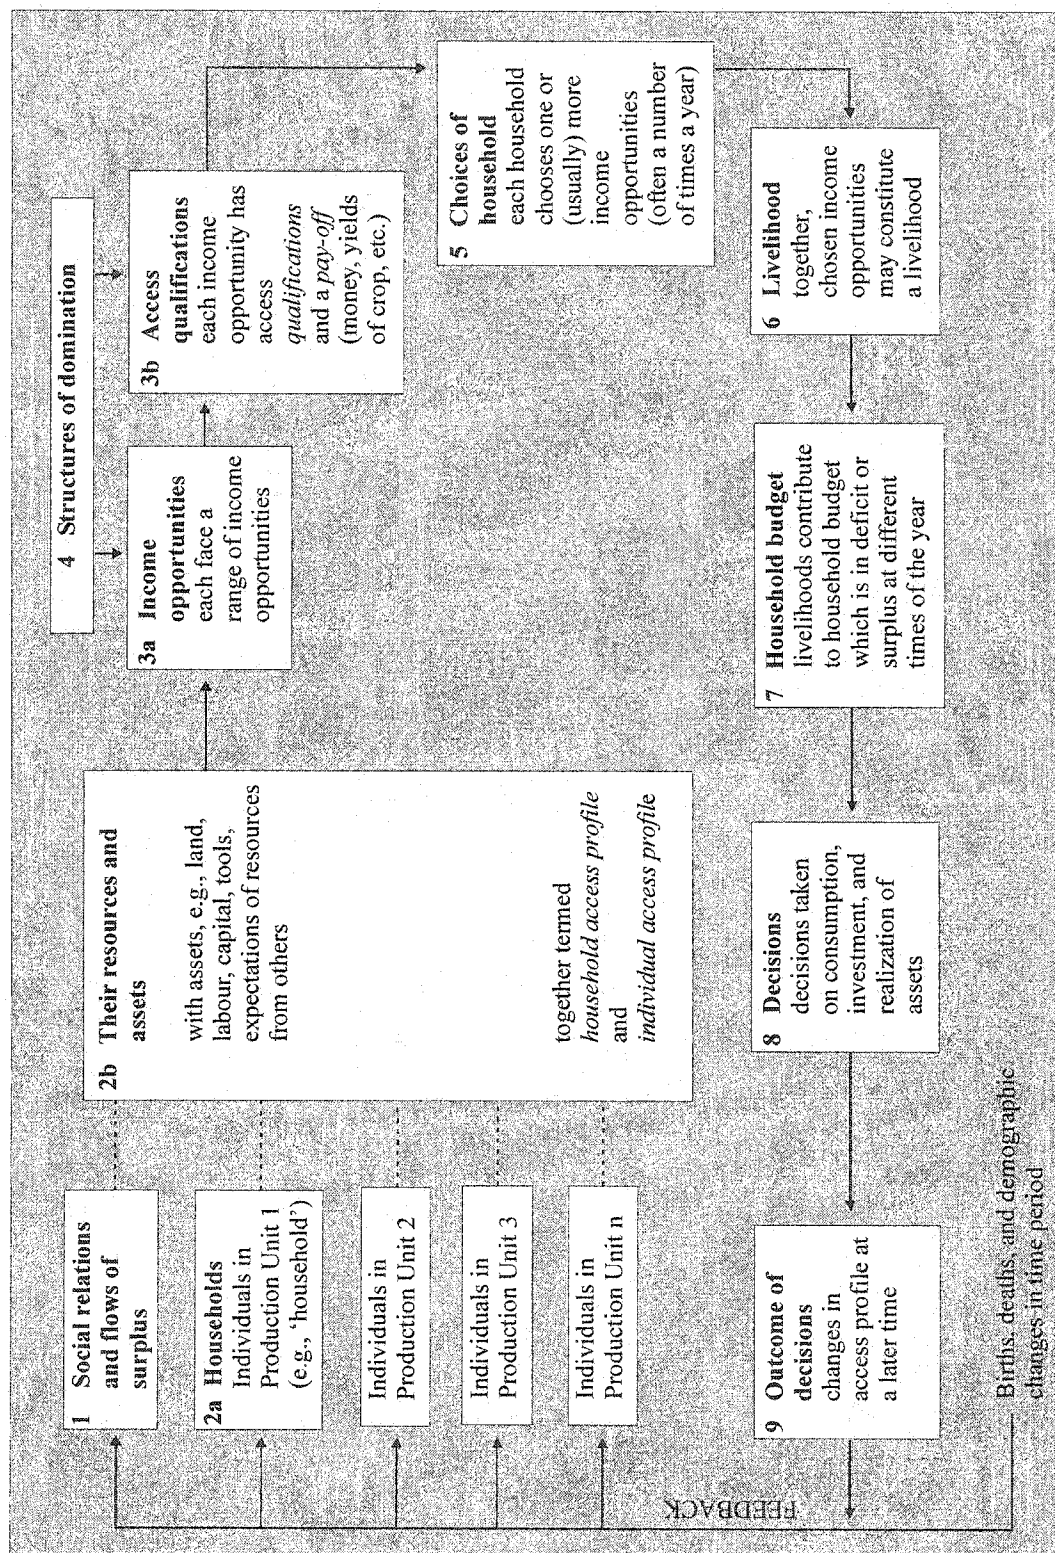 1 Social relations
and flows of
surplus
2a Households
Individuals in
Production Unit 1
(e.g., ‘household’)
Individuals in
Production Unit 2
Individuals in
Production Unit 3
Individuals in
Production Unit n
2b Their resources and
assets
with assets, e.g., land,
labour, capital, tools,
expectations of resources
from others
together termed
household access profile
and
individual access profile
3a Income
opportunities
each face a
range of income
opportunities
4 Structures of domination
3b Access
qualifications
each income
opportunity has
access
qualifications
and a pay-off
(money, yields
of crop, etc.)
5 Choices of
household
each household
chooses one or
(usually) more
income
opportunities
(often a number
of times a year)
6 Livelihood
together,
chosen income
opportunities
may constitute
a livelihood
7 Household budget
livelihoods contribute
to household budget
which is in deficit or
surplus at different
times of the year
8 Decisions
decisions taken
on consumption,
investment, and
realization of
assets
9 Outcome of
decisions
changes in
access profile at
a later time
FEEDBACK
Births, deaths, and demographic
changes in time period